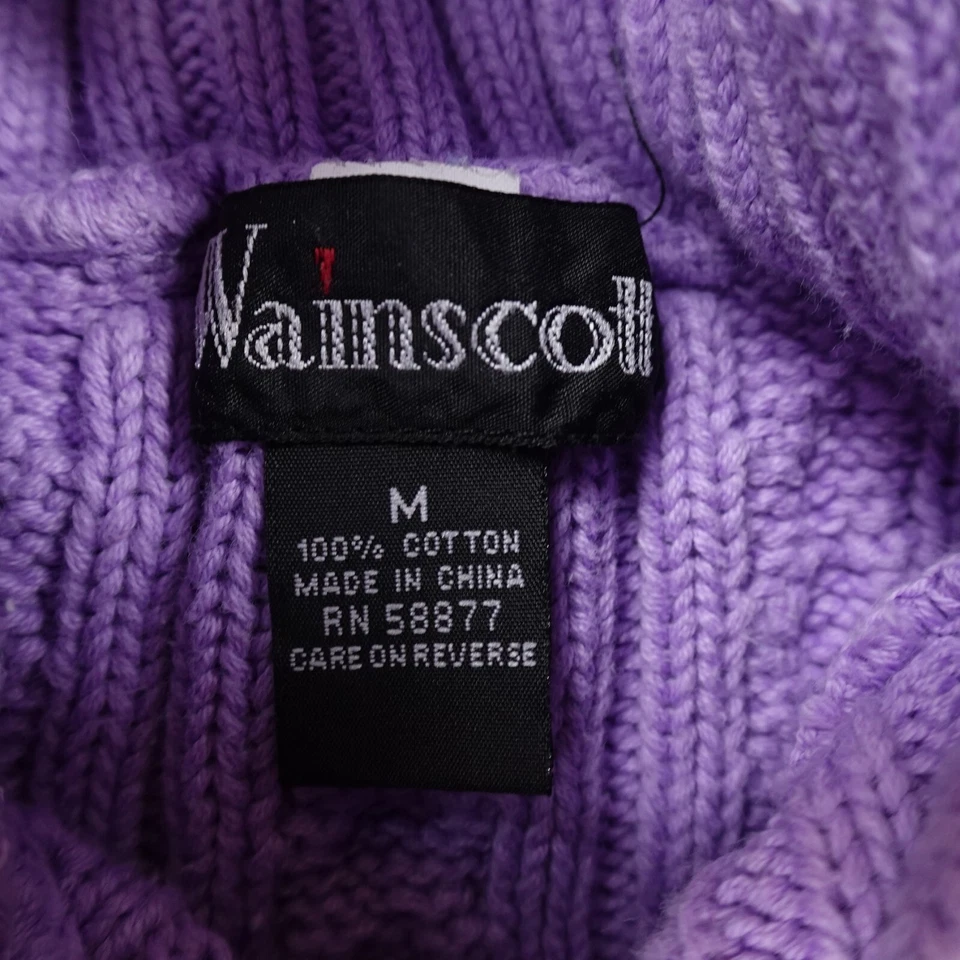 Wainscott
M
100% COTTON
MADE IN CHINA
RN 58877
CARE ON REVERSE